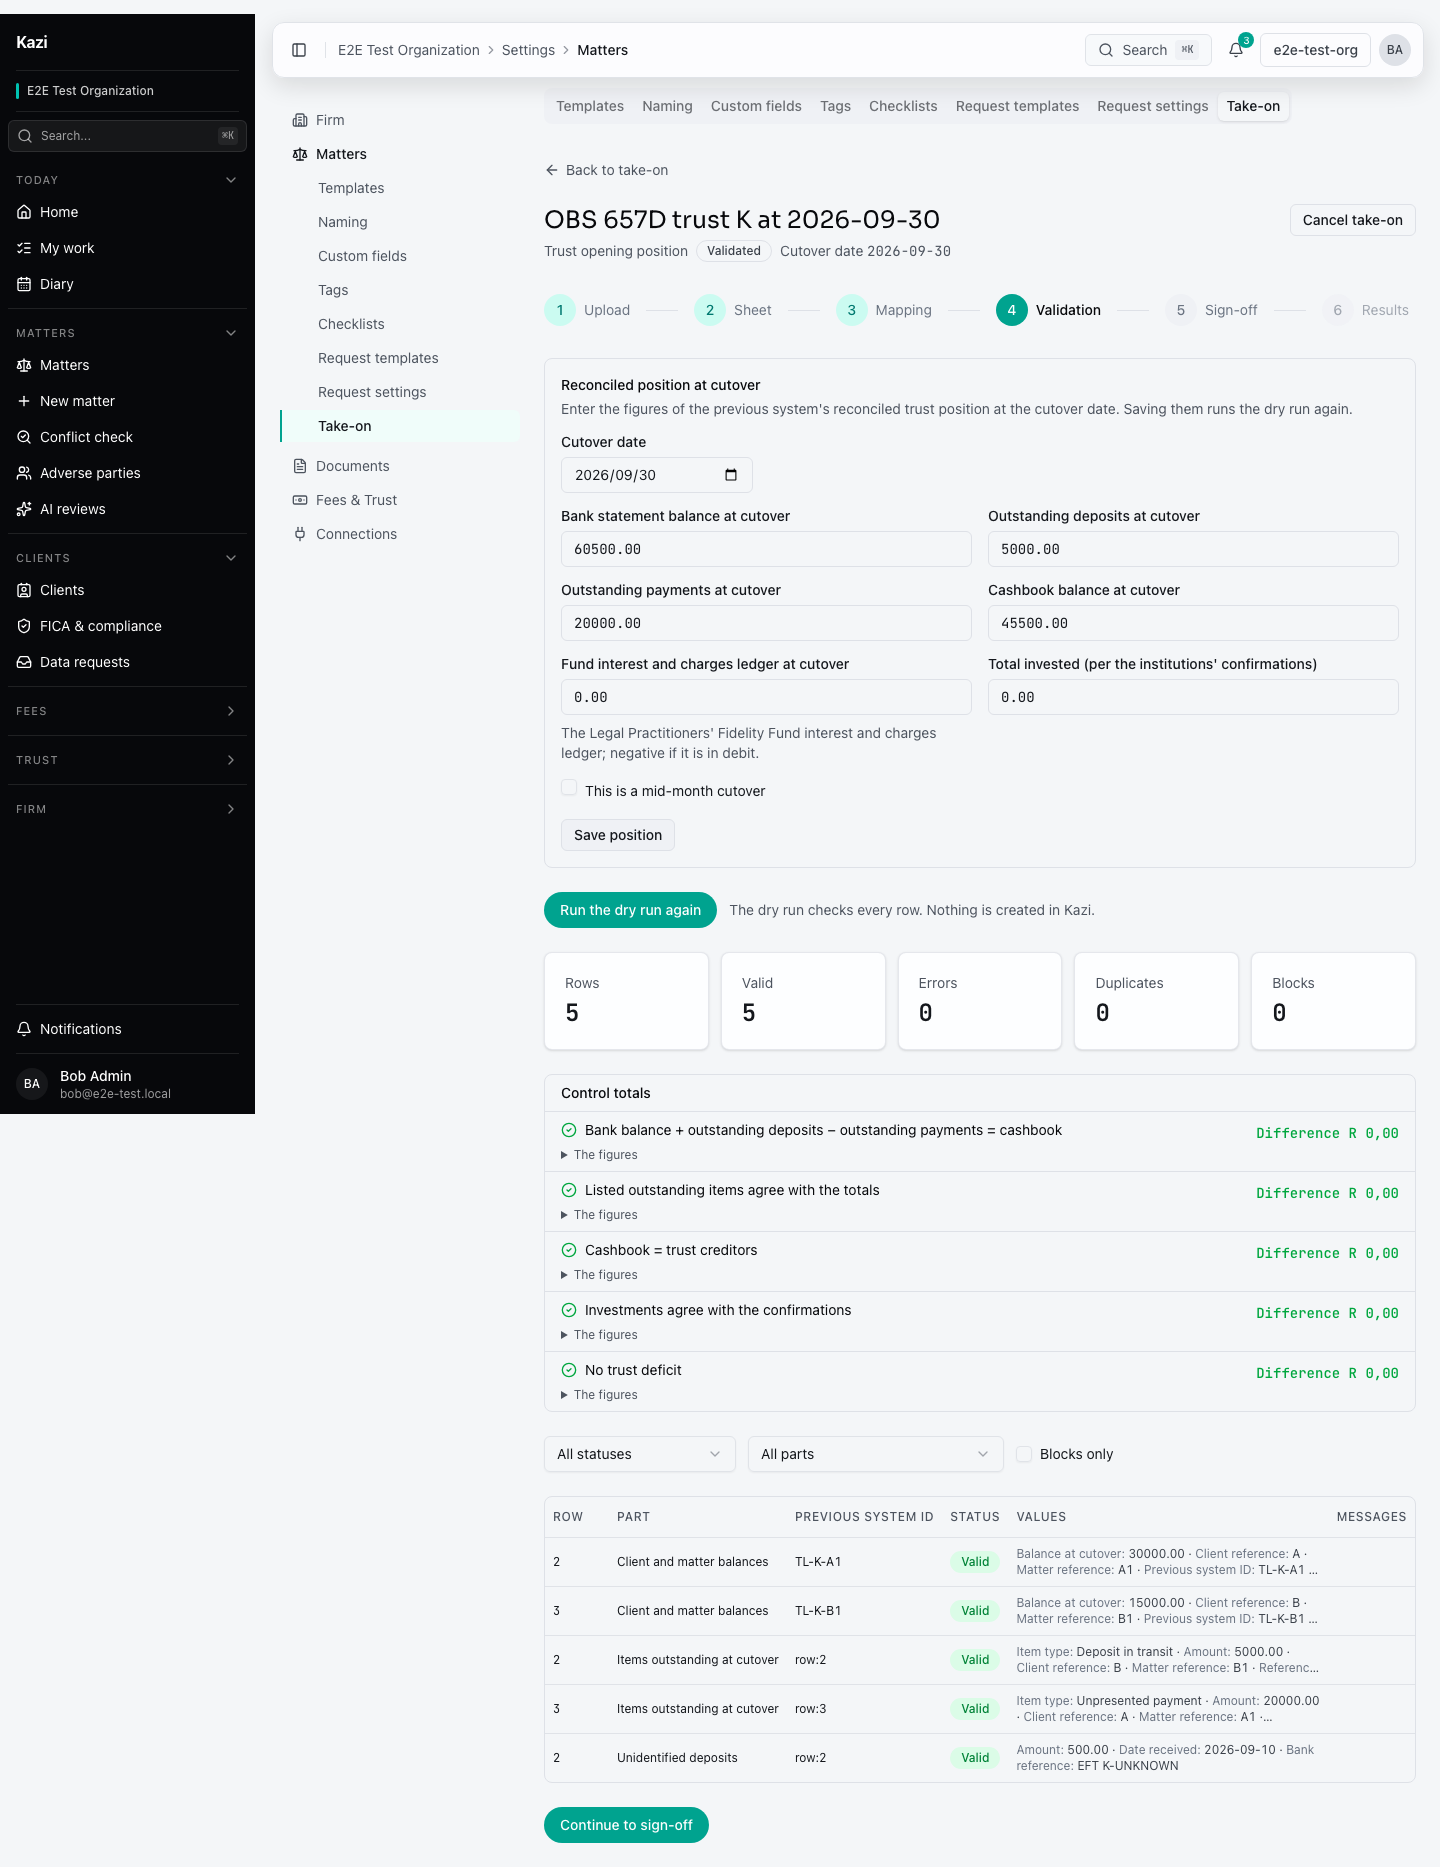 Kazi
E2E Test Organization
Search...
⌘K
TODAY
Home
My work
Diary
MATTERS
Matters
New matter
Conflict check
Adverse parties
AI reviews
CLIENTS
Clients
FICA & compliance
Data requests
FEES
TRUST
FIRM
Notifications
BA
Bob Admin
bob@e2e-test.local
E2E Test Organization > Settings > Matters
Search ⌘K
3
e2e-test-org
BA
Firm
Matters
Templates
Naming
Custom fields
Tags
Checklists
Request templates
Request settings
Take-on
Documents
Fees & Trust
Connections
Templates Naming Custom fields Tags Checklists Request templates Request settings Take-on
Back to take-on
OBS 657D trust K at 2026-09-30
Cancel take-on
Trust opening position Validated Cutover date 2026-09-30
1 Upload 2 Sheet 3 Mapping 4 Validation 5 Sign-off 6 Results
Reconciled position at cutover
Enter the figures of the previous system's reconciled trust position at the cutover date. Saving them runs the dry run again.
Cutover date
2026/09/30
Bank statement balance at cutover
60500.00
Outstanding deposits at cutover
5000.00
Outstanding payments at cutover
20000.00
Cashbook balance at cutover
45500.00
Fund interest and charges ledger at cutover
0.00
The Legal Practitioners' Fidelity Fund interest and charges
ledger; negative if it is in debit.
Total invested (per the institutions' confirmations)
0.00
This is a mid-month cutover
Save position
Run the dry run again
The dry run checks every row. Nothing is created in Kazi.
Rows
5
Valid
5
Errors
0
Duplicates
0
Blocks
0
Control totals
Bank balance + outstanding deposits − outstanding payments = cashbook
Difference R 0,00
The figures
Listed outstanding items agree with the totals
Difference R 0,00
The figures
Cashbook = trust creditors
Difference R 0,00
The figures
Investments agree with the confirmations
Difference R 0,00
The figures
No trust deficit
Difference R 0,00
The figures
All statuses
All parts
Blocks only
ROW PART PREVIOUS SYSTEM ID STATUS VALUES MESSAGES
2 Client and matter balances TL-K-A1 Valid
Balance at cutover: 30000.00 · Client reference: A ·
Matter reference: A1 · Previous system ID: TL-K-A1 ...
3 Client and matter balances TL-K-B1 Valid
Balance at cutover: 15000.00 · Client reference: B ·
Matter reference: B1 · Previous system ID: TL-K-B1 ...
2 Items outstanding at cutover row:2 Valid
Item type: Deposit in transit · Amount: 5000.00 ·
Client reference: B · Matter reference: B1 · Referenc...
3 Items outstanding at cutover row:3 Valid
Item type: Unpresented payment · Amount: 20000.00
· Client reference: A · Matter reference: A1 ·...
2 Unidentified deposits row:2 Valid
Amount: 500.00 · Date received: 2026-09-10 · Bank
reference: EFT K-UNKNOWN
Continue to sign-off